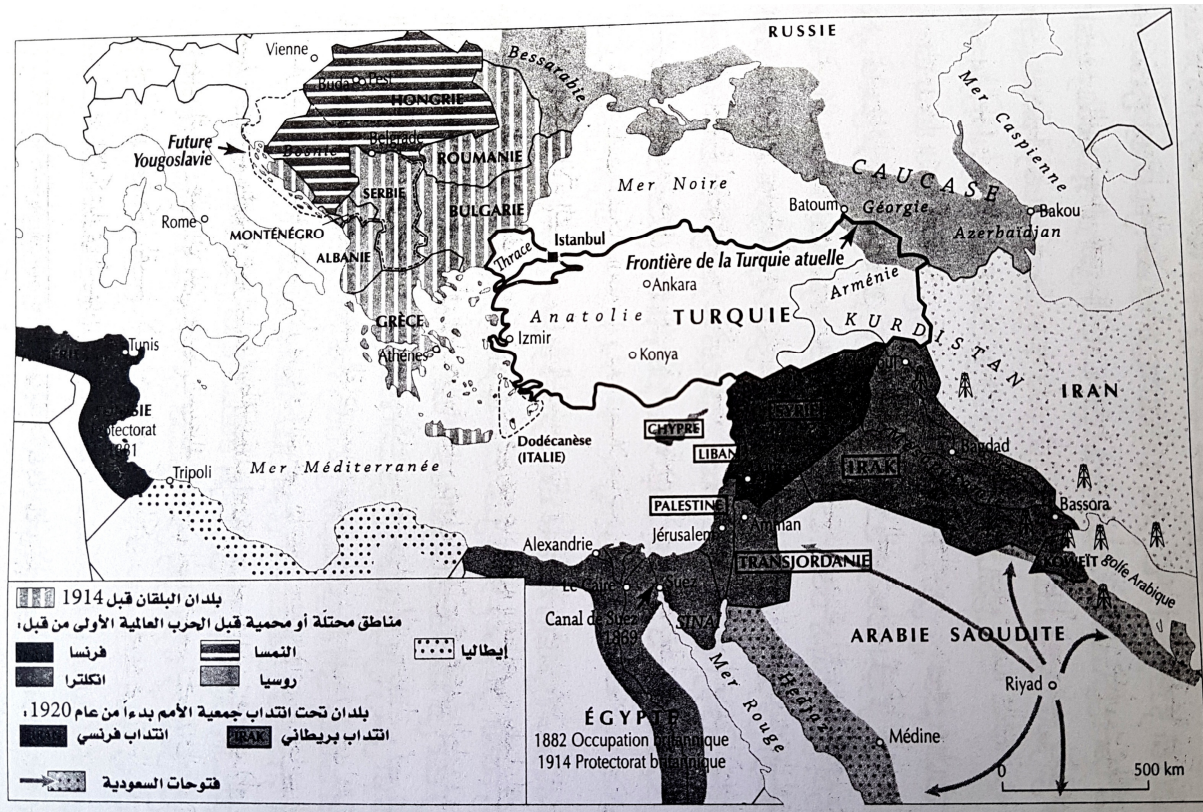 RUSSIE
Vienne
Bessarabie
Mer Caspienne
Buda
Pest
HONGRIE
Future
Yougoslavie
Bosnie
Belgrade
ROUMANIE
CAUCASE
SERBIE
Mer Noire
Batoum
Géorgie
Bakou
Rome
BULGARIE
Azerbaïdjan
MONTÉNÉGRO
Istanbul
ALBANIE
Thrace
Frontière de la Turquie atuelle
Ankara
Arménie
Anatolie
TURQUIE
KURDISTAN
GRÈCE
Izmir
Tunis
Athènes
Konya
IRAN
SYRIE
CHYPRE
Dodécanèse
(ITALIE)
LIBAN
Bagdad
Mer Méditerranée
Tripoli
IRAK
PALESTINE
Bassora
Jérusalem
Amman
Alexandrie
TRANSJORDANIE
KOWEÏT
Golfe Arabique
Le Caire
Suez
Canal de Suez
1869
SINAÏ
ARABIE SAOUDITE
Riyad
Mer Rouge
Hedjaz
ÉGYPTE
1882 Occupation britannique
1914 Protectorat britannique
Médine
0
500 km
بلدان البلقان قبل 1914
مناطق محتلّة أو محمية قبل الحرب العالمية الأولى من قبل:
فرنسا
النمسا
إيطاليا
انكلترا
روسيا
بلدان تحت انتداب جمعية الأمم بدءاً من عام 1920:
انتداب فرنسي
IRAK
انتداب بريطاني
فتوحات السعودية